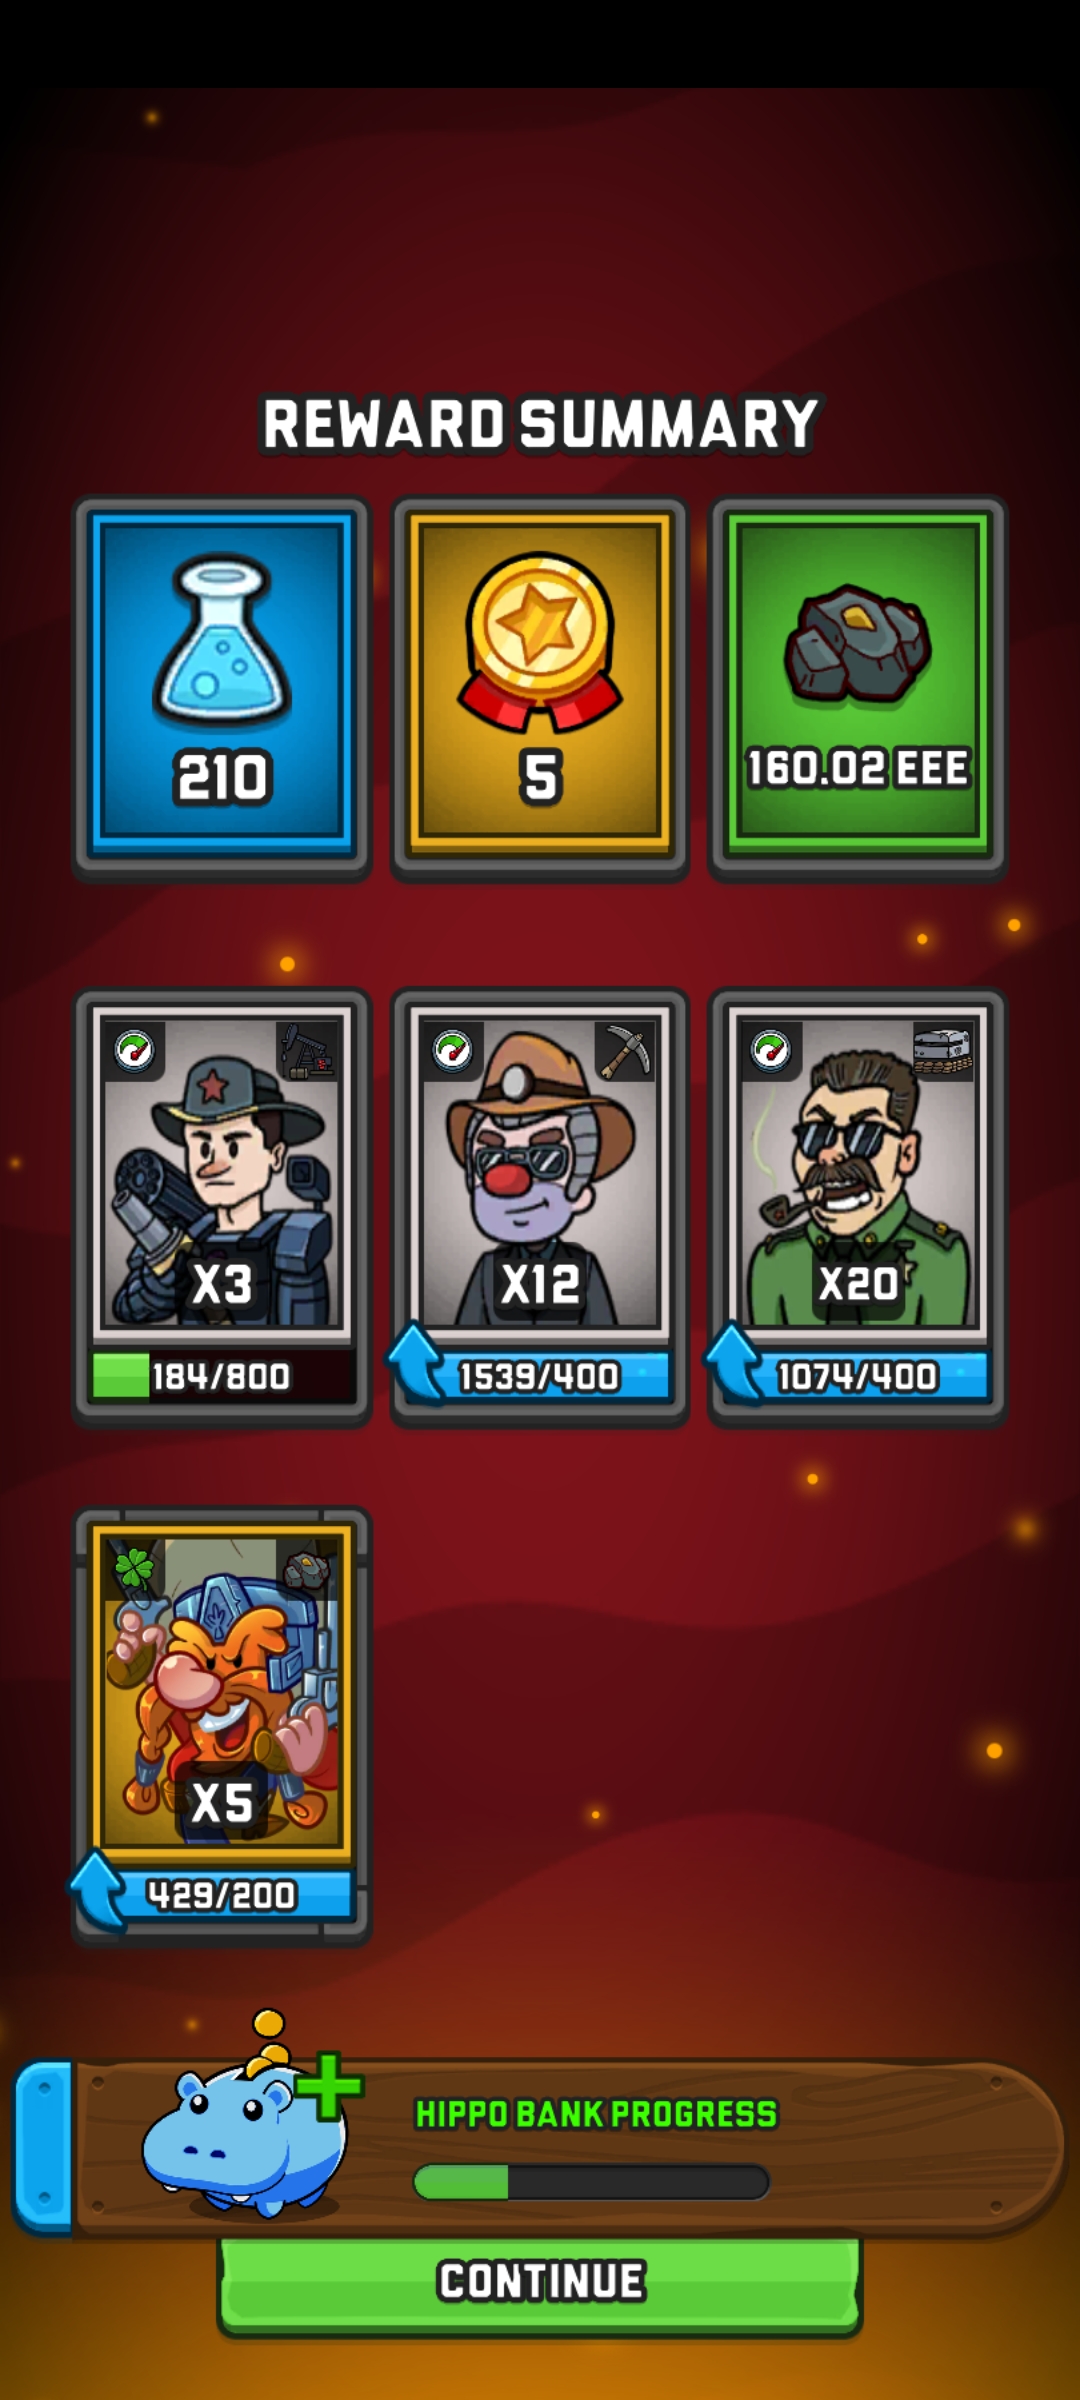 REWARD SUMMARY
210
5
160.02 EEE
X3
X12
X20
184/800
1539/400
1074/400
X5
429/200
HIPPO BANK PROGRESS
CONTINUE